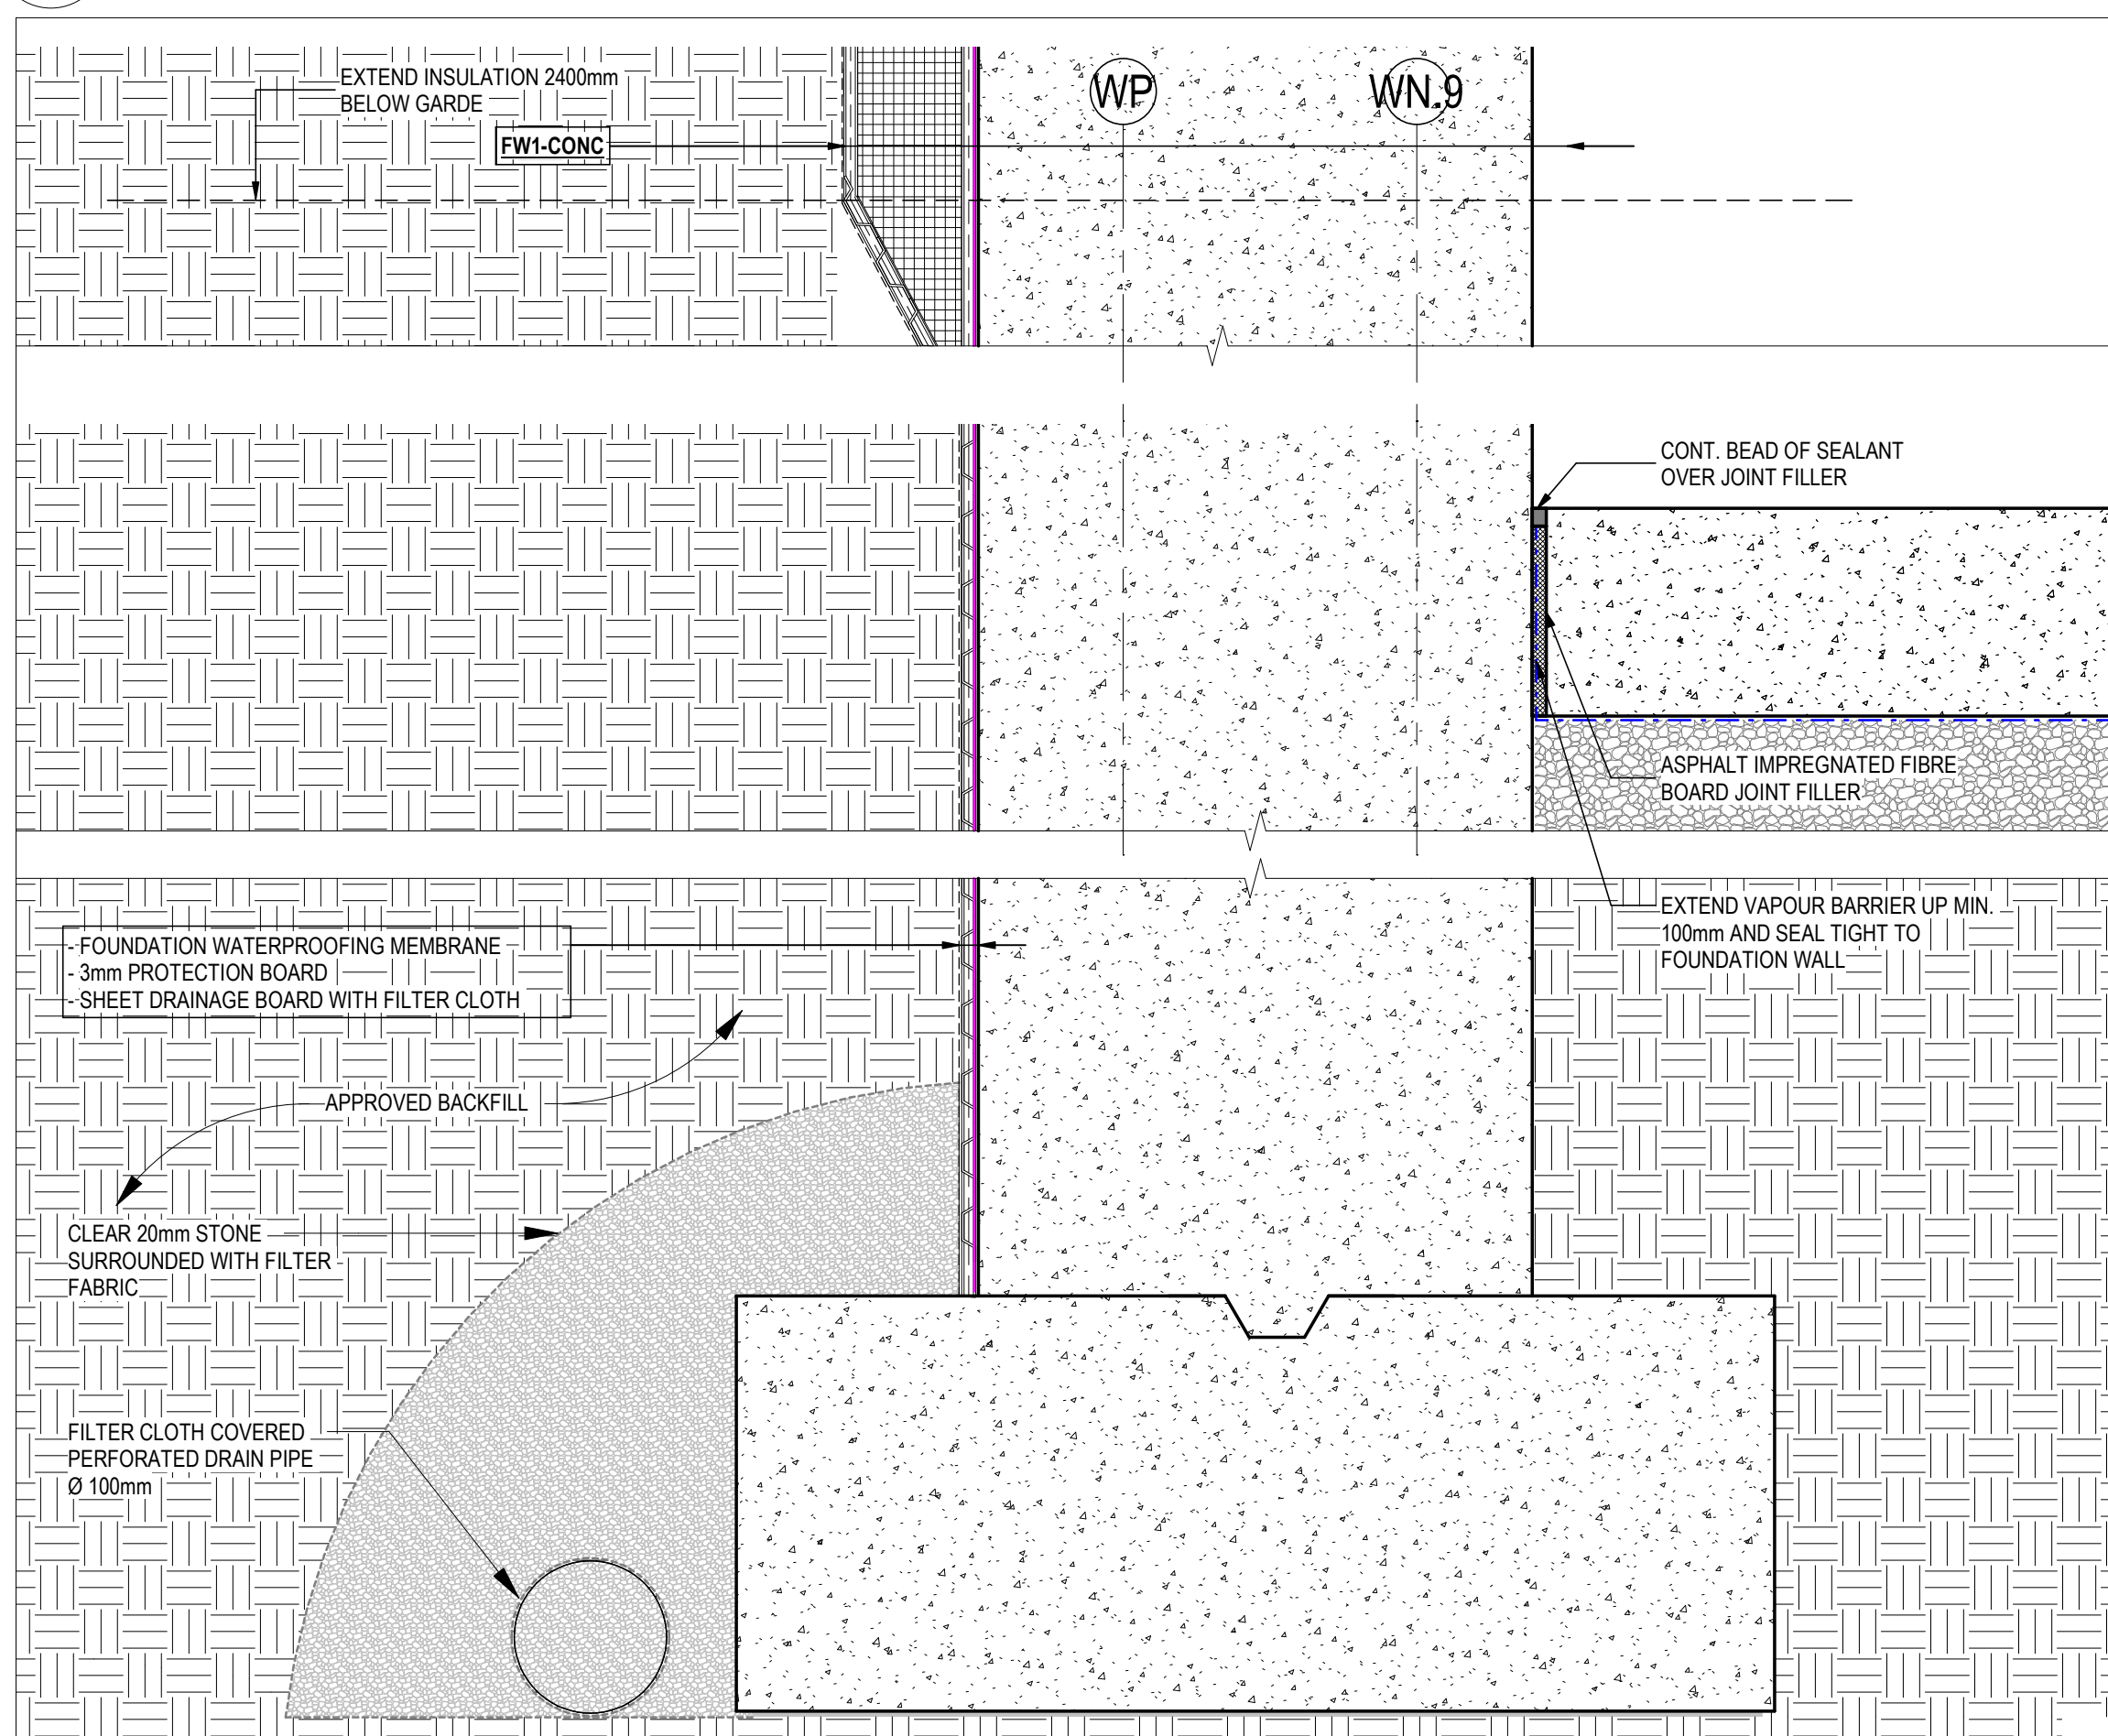 EXTEND INSULATION 2400mm
BELOW GARDE
FW1-CONC
WP
WN.9
CONT. BEAD OF SEALANT
OVER JOINT FILLER
ASPHALT IMPREGNATED FIBRE
BOARD JOINT FILLER
EXTEND VAPOUR BARRIER UP MIN.
100mm AND SEAL TIGHT TO
FOUNDATION WALL
- FOUNDATION WATERPROOFING MEMBRANE
- 3mm PROTECTION BOARD
- SHEET DRAINAGE BOARD WITH FILTER CLOTH
APPROVED BACKFILL
CLEAR 20mm STONE
SURROUNDED WITH FILTER
FABRIC
FILTER CLOTH COVERED
PERFORATED DRAIN PIPE
Ø 100mm